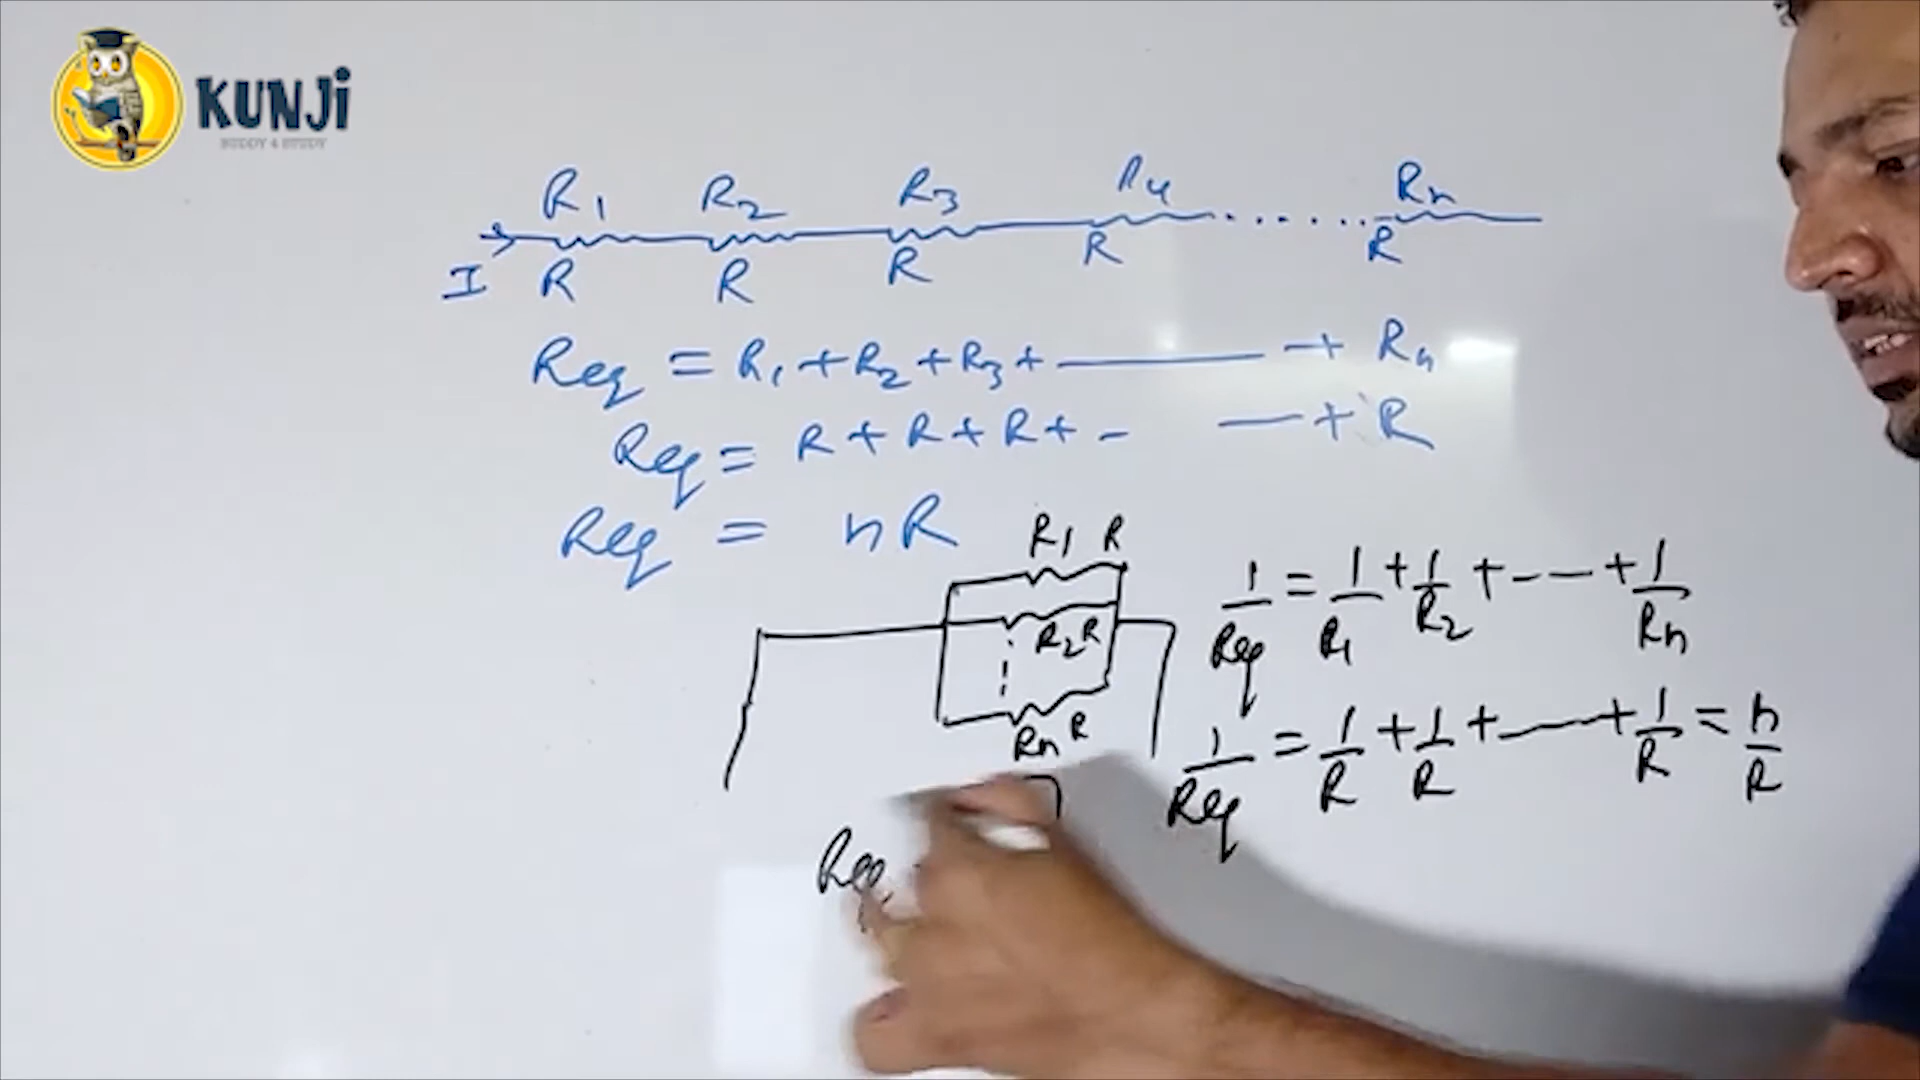 KUNJi
BUDDY 4 STUDY
R1 R2 R3 R4 ...... Rn
I R R R R R
Req = R1 + R2 + R3 + ——— + Rn
Req = R + R + R + - — + R
Req = nR
R1 R
R2 R
Rn R
1/Req = 1/R1 + 1/R2 + --- + 1/Rn
1/Req = 1/R + 1/R + ——— + 1/R = n/R
Req